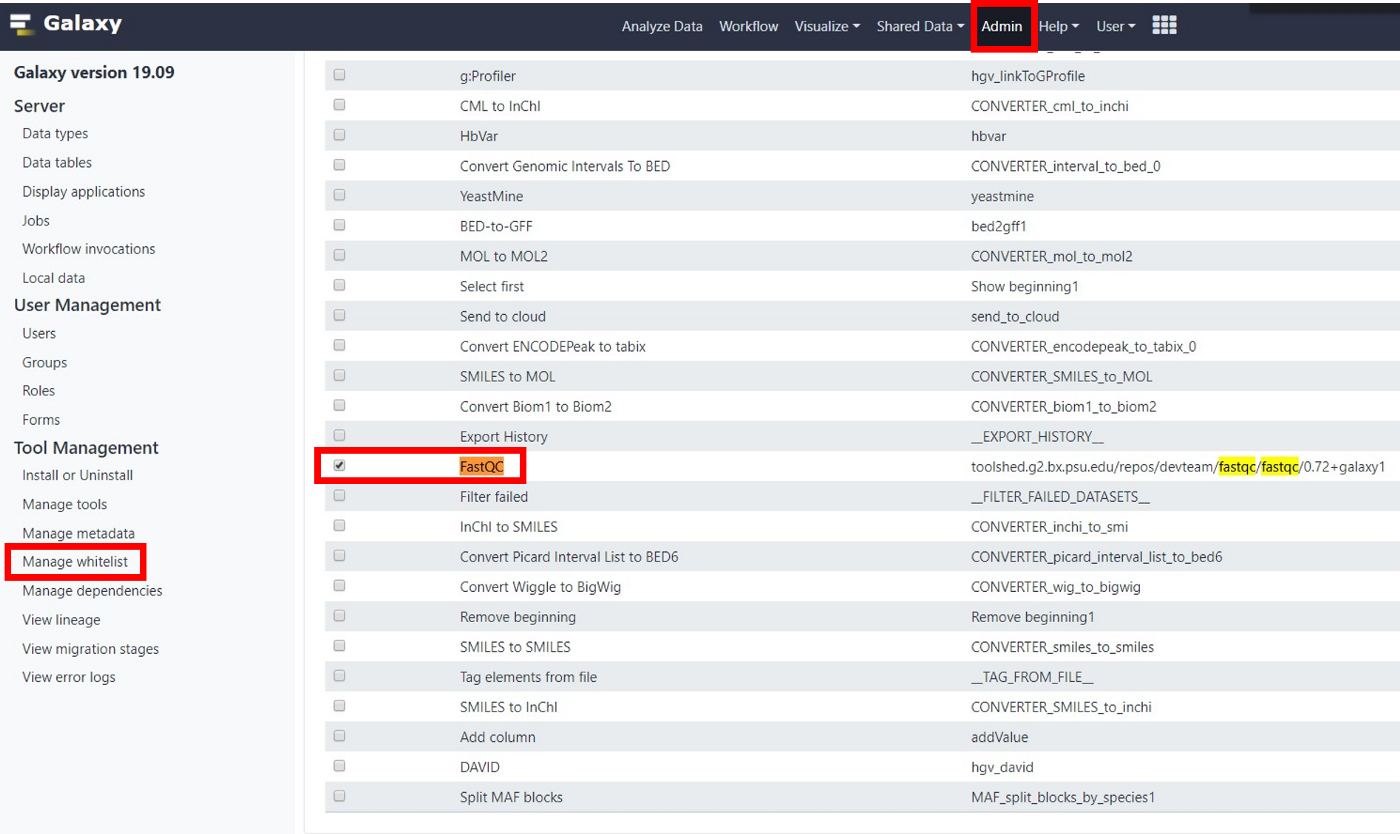 Galaxy
Analyze Data Workflow Visualize Shared Data Admin Help User
Galaxy version 19.09
Server
Data types
Data tables
Display applications
Jobs
Workflow invocations
Local data
User Management
Users
Groups
Roles
Forms
Tool Management
Install or Uninstall
Manage tools
Manage metadata
Manage whitelist
Manage dependencies
View lineage
View migration stages
View error logs
g:Profiler hgv_linkToGProfile
CML to InChI CONVERTER_cml_to_inchi
HbVar hbvar
Convert Genomic Intervals To BED CONVERTER_interval_to_bed_0
YeastMine yeastmine
BED-to-GFF bed2gff1
MOL to MOL2 CONVERTER_mol_to_mol2
Select first Show beginning1
Send to cloud send_to_cloud
Convert ENCODEPeak to tabix CONVERTER_encodepeak_to_tabix_0
SMILES to MOL CONVERTER_SMILES_to_MOL
Convert Biom1 to Biom2 CONVERTER_biom1_to_biom2
Export History __EXPORT_HISTORY__
FastQC toolshed.g2.bx.psu.edu/repos/devteam/fastqc/fastqc/0.72+galaxy1
Filter failed __FILTER_FAILED_DATASETS__
InChI to SMILES CONVERTER_inchi_to_smi
Convert Picard Interval List to BED6 CONVERTER_picard_interval_list_to_bed6
Convert Wiggle to BigWig CONVERTER_wig_to_bigwig
Remove beginning Remove beginning1
SMILES to SMILES CONVERTER_smiles_to_smiles
Tag elements from file __TAG_FROM_FILE__
SMILES to InChI CONVERTER_SMILES_to_inchi
Add column addValue
DAVID hgv_david
Split MAF blocks MAF_split_blocks_by_species1